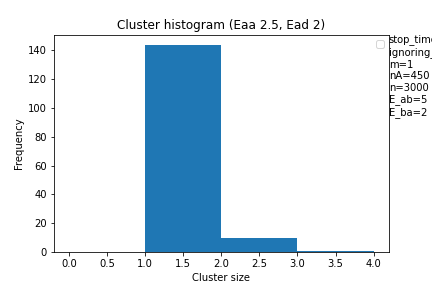 Cluster histogram (Eaa 2.5, Ead 2)
140
120
100
80
60
40
20
0
Frequency
0.0 0.5 1.0 1.5 2.0 2.5 3.0 3.5 4.0
Cluster size
stop_time
ignoring_
m=1
nA=450
n=3000
E_ab=5
E_ba=2